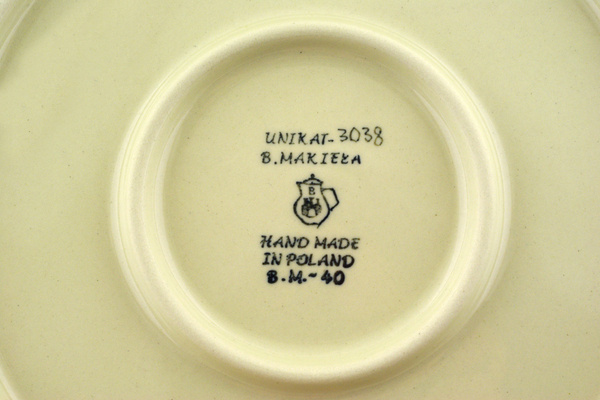 UNIKAT-3038
B. MAKIEŁA
B
HAND MADE
IN POLAND
B.M.-40